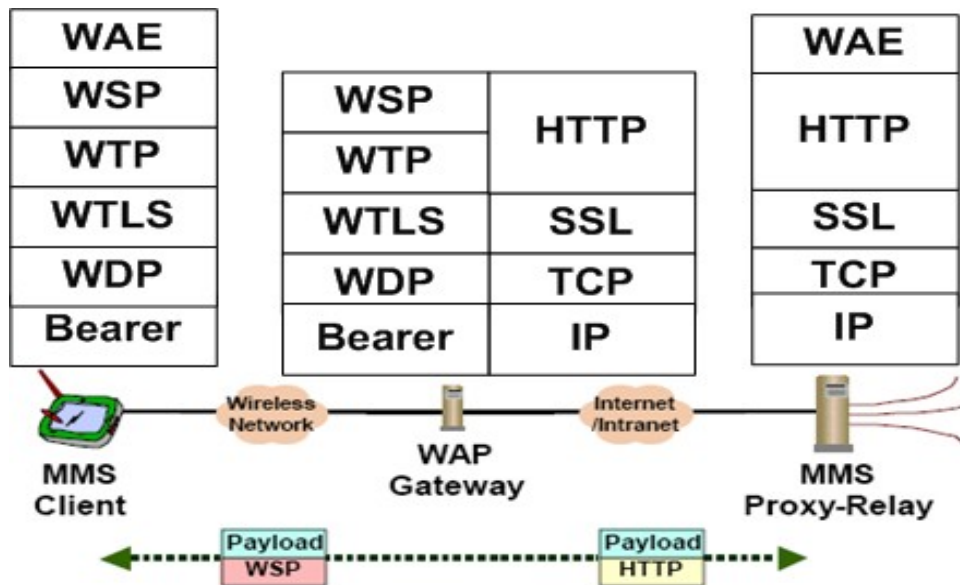 WAE
WSP
WTP
WTLS
WDP
Bearer
WSP
WTP
WTLS
WDP
Bearer
HTTP
SSL
TCP
IP
WAE
HTTP
SSL
TCP
IP
Wireless
Network
Internet
/Intranet
MMS
Client
WAP
Gateway
MMS
Proxy-Relay
Payload
WSP
Payload
HTTP